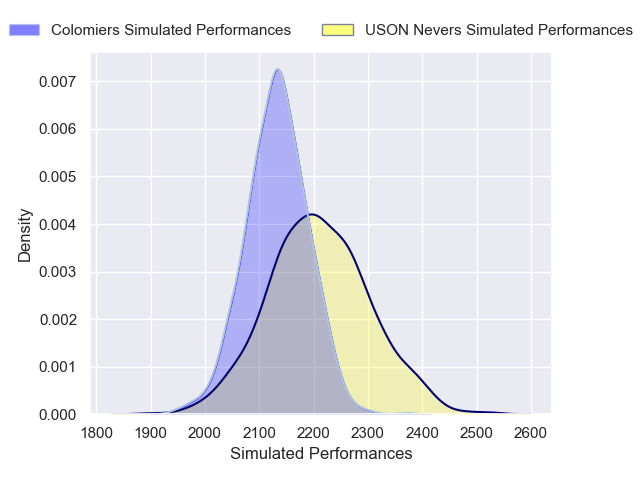 Colomiers Simulated Performances USON Nevers Simulated Performances
0.007
0.006
0.005
0.004
0.003
0.002
0.001
0.000
Density
1800 1900 2000 2100 2200 2300 2400 2500 2600
Simulated Performances